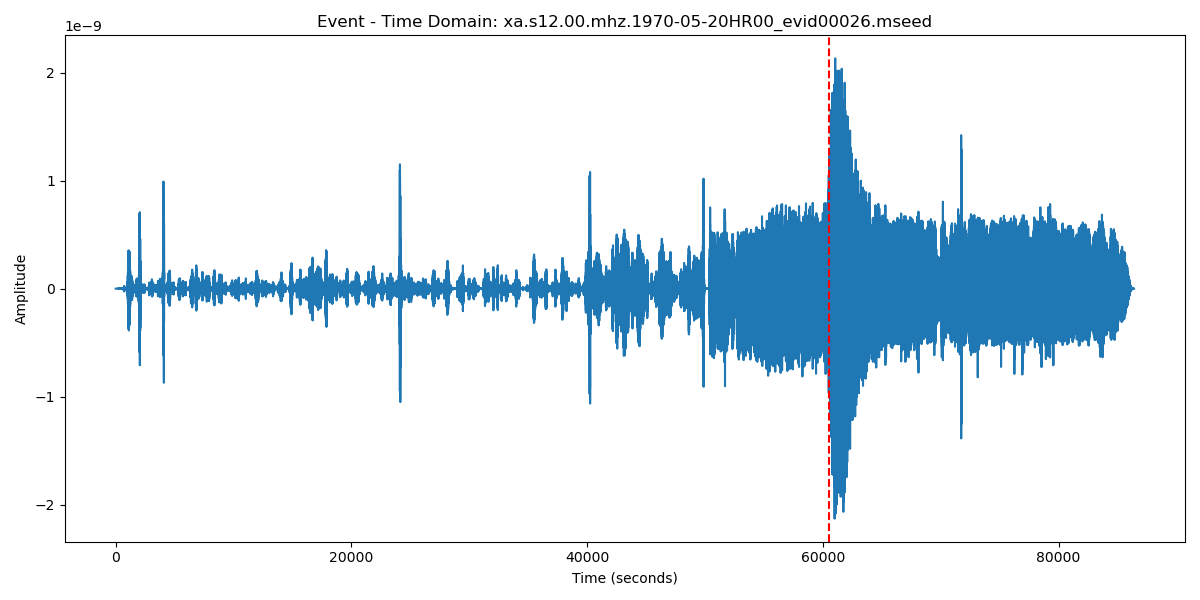 Event - Time Domain: xa.s12.00.mhz.1970-05-20HR00_evid00026.mseed
1e−9
2
1
0
−1
−2
Amplitude
0 20000 40000 60000 80000
Time (seconds)